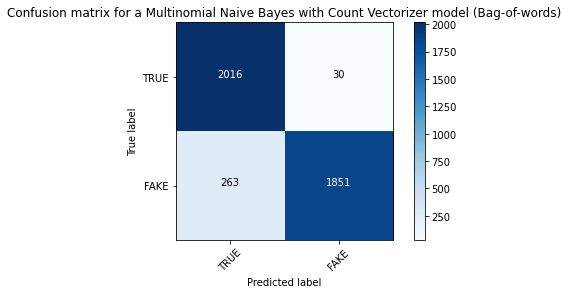 Confusion matrix for a Multinomial Naive Bayes with Count Vectorizer model (Bag-of-words)
2000
1750
1500
1250
1000
750
500
250
True label
TRUE
2016 30
FAKE
263 1851
TRUE FAKE
Predicted label